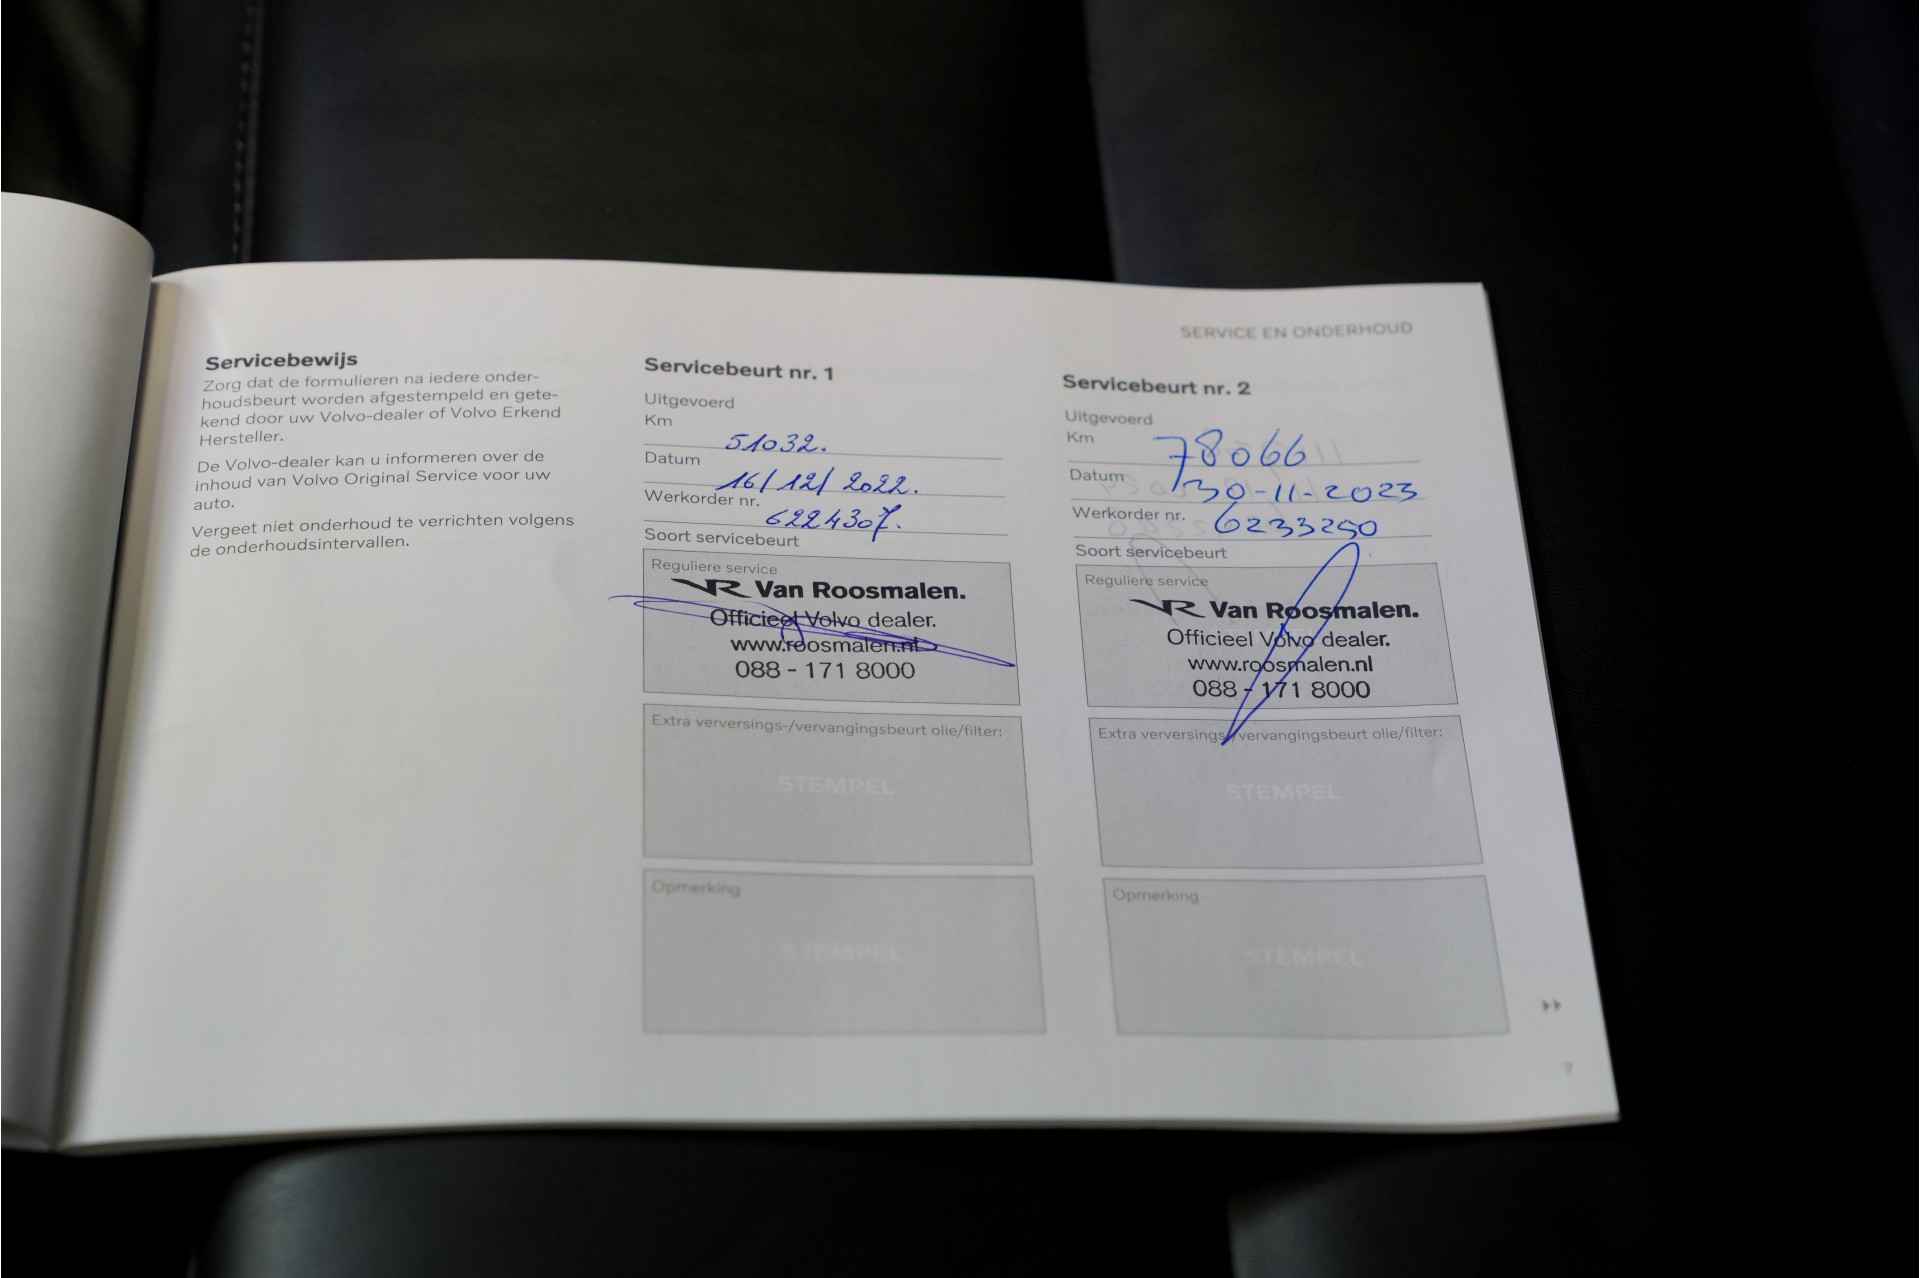 SERVICE EN ONDERHOUD
Servicebewijs
Zorg dat de formulieren na iedere onder-
houdsbeurt worden afgestempeld en gete-
kend door uw Volvo-dealer of Volvo Erkend
Hersteller.
De Volvo-dealer kan u informeren over de
inhoud van Volvo Original Service voor uw
auto.
Vergeet niet onderhoud te verrichten volgens
de onderhoudsintervallen.
Servicebeurt nr. 1
Uitgevoerd
Km
51032.
Datum
16/12/2022.
Werkorder nr.
6224307.
Soort servicebeurt
Reguliere service
VR Van Roosmalen.
Officieel Volvo dealer.
www.roosmalen.nl
088 - 171 8000
Extra verversings-/vervangingsbeurt olie/filter:
STEMPEL
Opmerking
STEMPEL
Servicebeurt nr. 2
Uitgevoerd
Km
78066
Datum
30-11-2023
Werkorder nr.
6233250
Soort servicebeurt
Reguliere service
VR Van Roosmalen.
Officieel Volvo dealer.
www.roosmalen.nl
088 - 171 8000
Extra verversings-/vervangingsbeurt olie/filter:
STEMPEL
Opmerking
STEMPEL
7